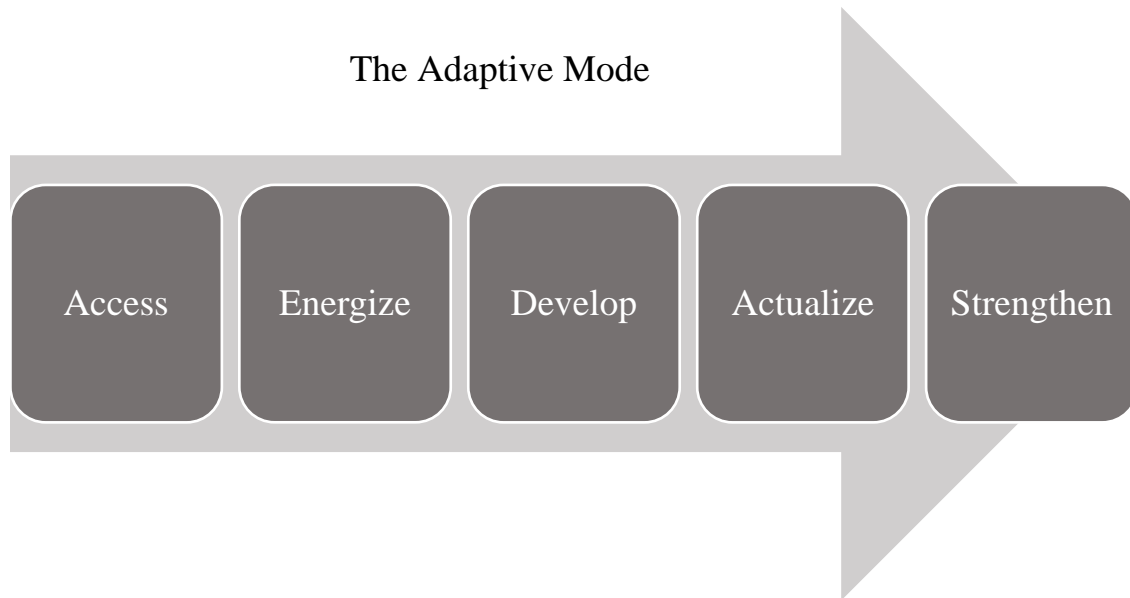 The Adaptive Mode
Access
Energize
Develop
Actualize
Strengthen